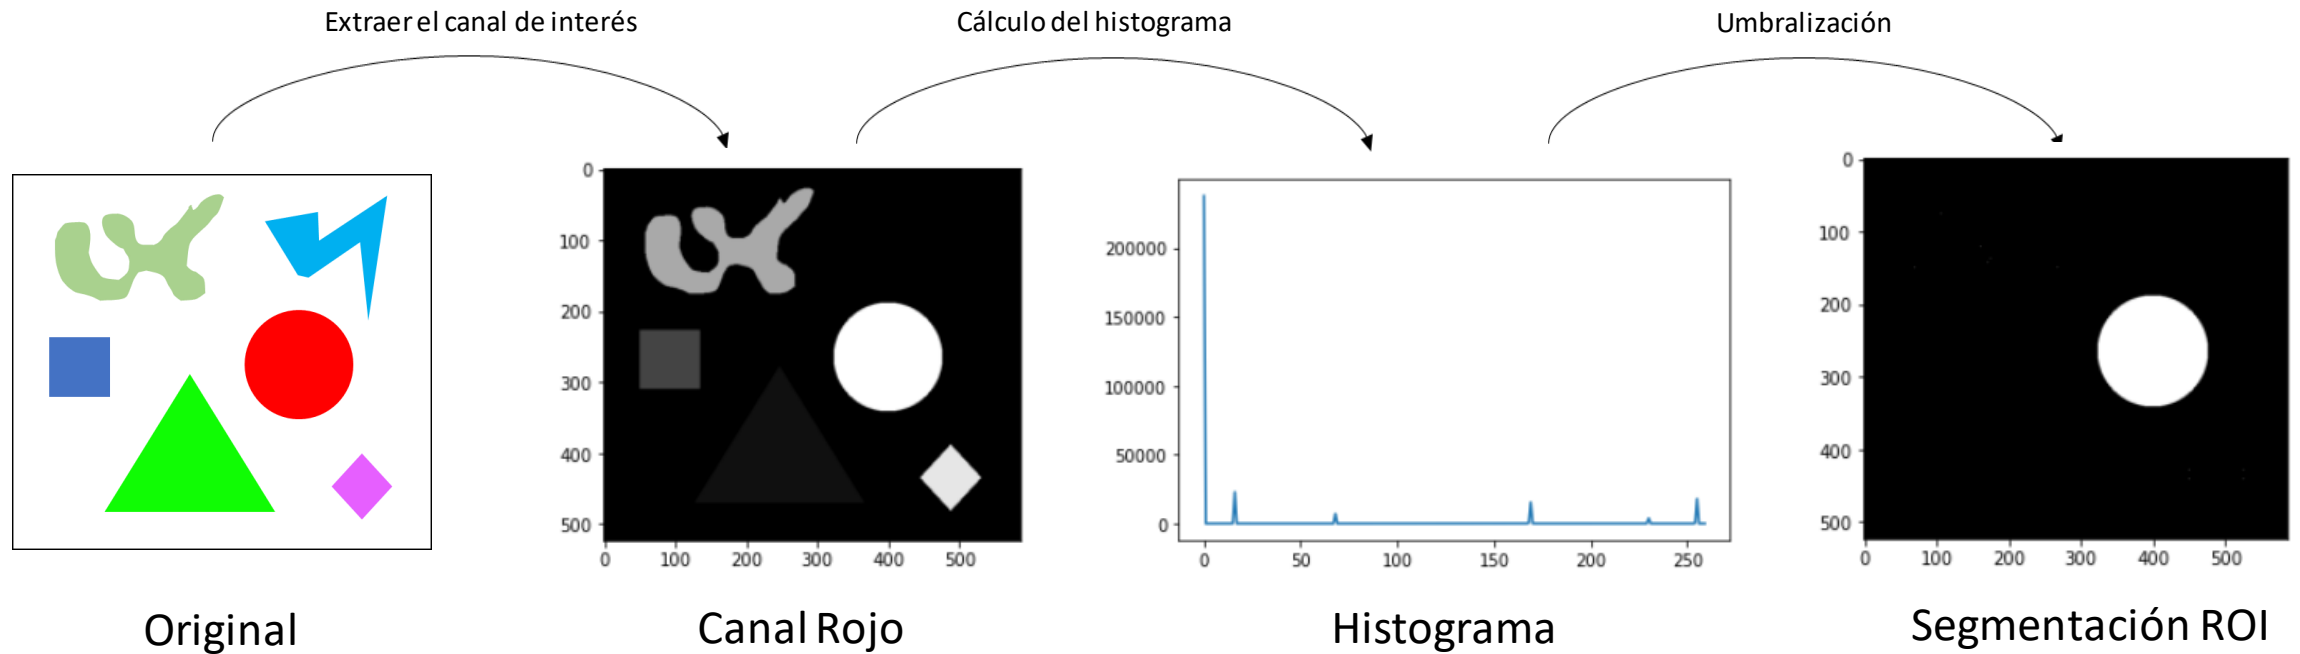 Extraer el canal de interés
Cálculo del histograma
Umbralización
0
100
200
300
400
500
0 100 200 300 400 500
200000
150000
100000
50000
0
0 50 100 150 200 250
0
100
200
300
400
500
0 100 200 300 400 500
Original
Canal Rojo
Histograma
Segmentación ROI